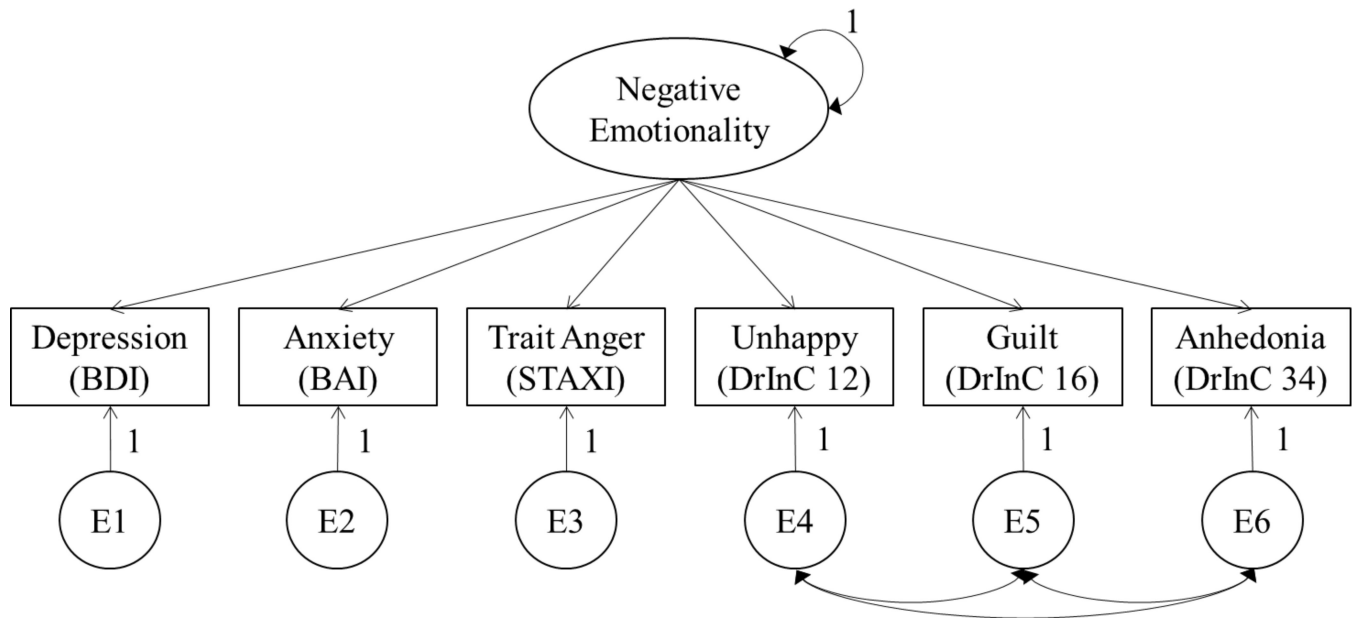 1
Negative
Emotionality
Depression
(BDI)
Anxiety
(BAI)
Trait Anger
(STAXI)
Unhappy
(DrInC 12)
Guilt
(DrInC 16)
Anhedonia
(DrInC 34)
1
1
1
1
1
1
E1
E2
E3
E4
E5
E6